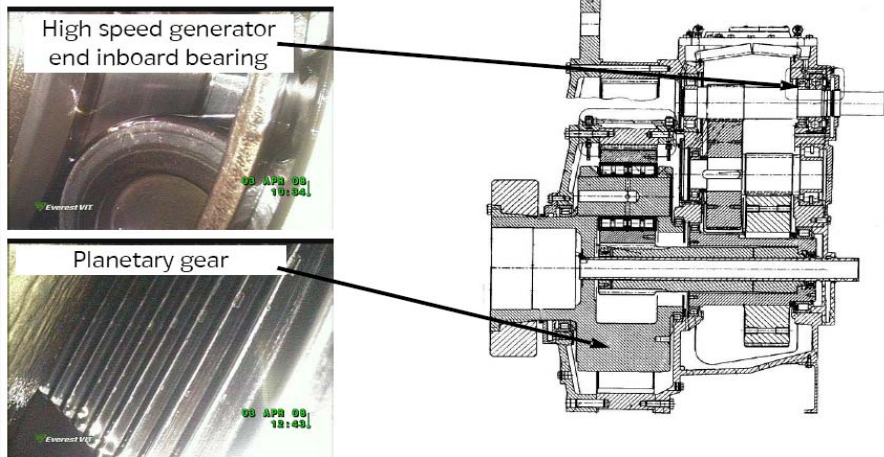 High speed generator
end inboard bearing
03 APR 08
10:34
Everest VIT
Planetary gear
03 APR 08
12:43
Everest VIT